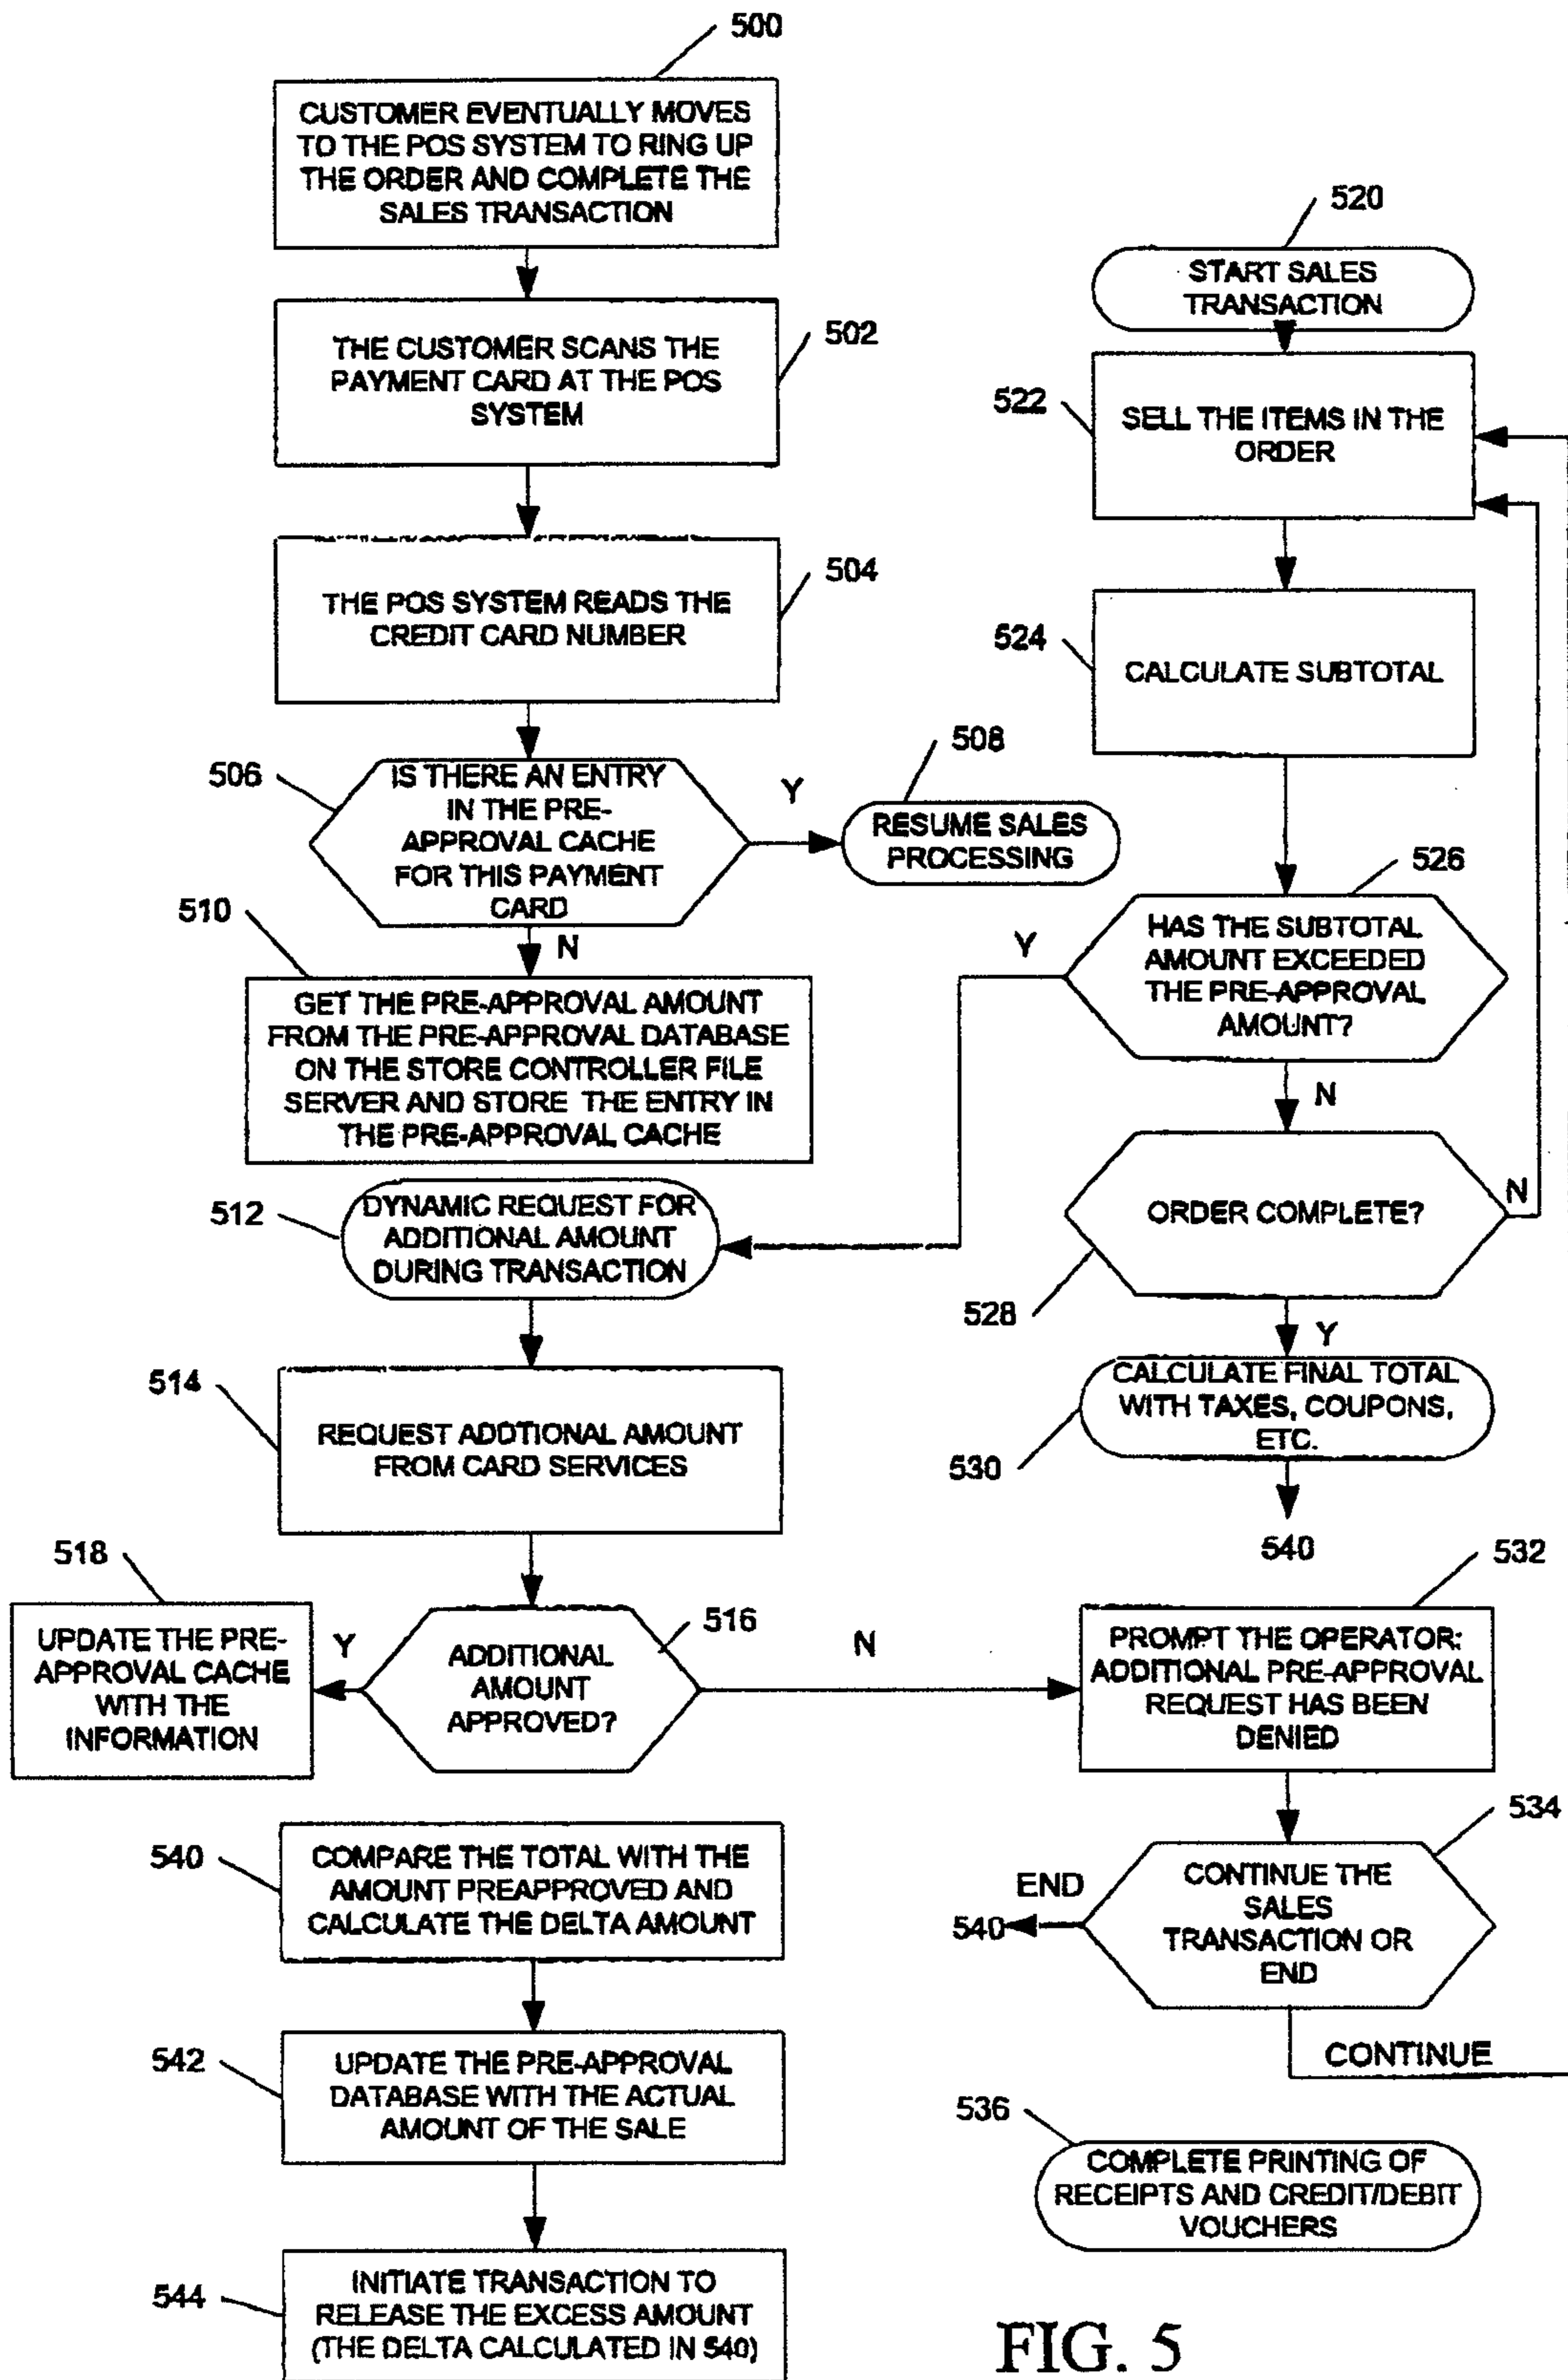 500
CUSTOMER EVENTUALLY MOVES
TO THE POS SYSTEM TO RING UP
THE ORDER AND COMPLETE THE
SALES TRANSACTION
502
THE CUSTOMER SCANS THE
PAYMENT CARD AT THE POS
SYSTEM
504
THE POS SYSTEM READS THE
CREDIT CARD NUMBER
506
IS THERE AN ENTRY
IN THE PRE-
APPROVAL CACHE
FOR THIS PAYMENT
CARD
Y
508
RESUME SALES
PROCESSING
N
510
GET THE PRE-APPROVAL AMOUNT
FROM THE PRE-APPROVAL DATABASE
ON THE STORE CONTROLLER FILE
SERVER AND STORE THE ENTRY IN
THE PRE-APPROVAL CACHE
512
DYNAMIC REQUEST FOR
ADDITIONAL AMOUNT
DURING TRANSACTION
514
REQUEST ADDTIONAL AMOUNT
FROM CARD SERVICES
516
ADDITIONAL
AMOUNT
APPROVED?
Y
518
UPDATE THE PRE-
APPROVAL CACHE
WITH THE
INFORMATION
N
520
START SALES
TRANSACTION
522
SELL THE ITEMS IN THE
ORDER
524
CALCULATE SUBTOTAL
526
HAS THE SUBTOTAL
AMOUNT EXCEEDED
THE PRE-APPROVAL
AMOUNT?
Y
N
528
ORDER COMPLETE?
N
Y
530
CALCULATE FINAL TOTAL
WITH TAXES, COUPONS,
ETC.
540
532
PROMPT THE OPERATOR:
ADDITIONAL PRE-APPROVAL
REQUEST HAS BEEN
DENIED
534
CONTINUE THE
SALES
TRANSACTION OR
END
END
540
CONTINUE
536
COMPLETE PRINTING OF
RECEIPTS AND CREDIT/DEBIT
VOUCHERS
540
COMPARE THE TOTAL WITH THE
AMOUNT PREAPPROVED AND
CALCULATE THE DELTA AMOUNT
542
UPDATE THE PRE-APPROVAL
DATABASE WITH THE ACTUAL
AMOUNT OF THE SALE
544
INITIATE TRANSACTION TO
RELEASE THE EXCESS AMOUNT
(THE DELTA CALCULATED IN 540)
FIG. 5